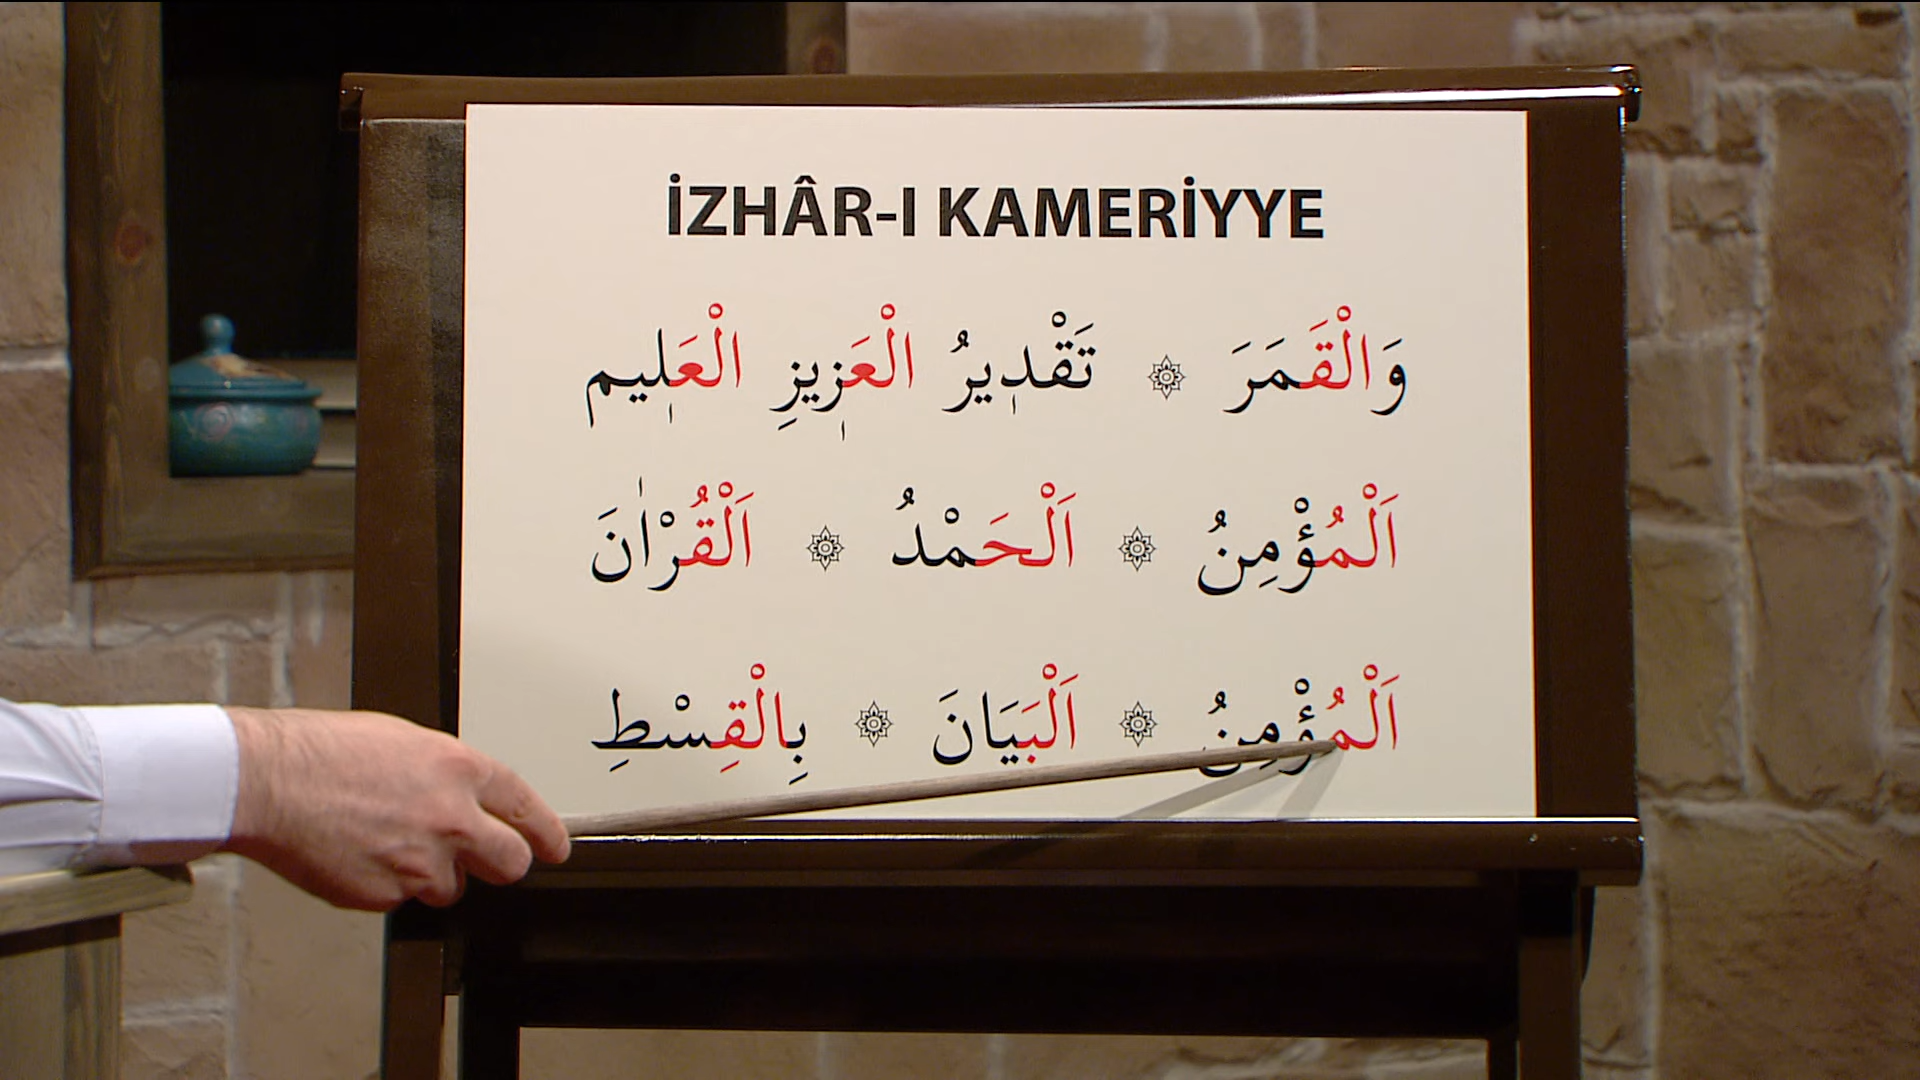 İZHÂR-I KAMERİYYE
وَالْقَمَرَ ۞ تَقْدٖيرُ الْعَزٖيزِ الْعَلٖيم
اَلْمُؤْمِنُ ۞ اَلْحَمْدُ ۞ اَلْقُرْاٰنَ
اَلْمُؤْمِنُ ۞ اَلْبَيَانَ ۞ بِالْقِسْطِ